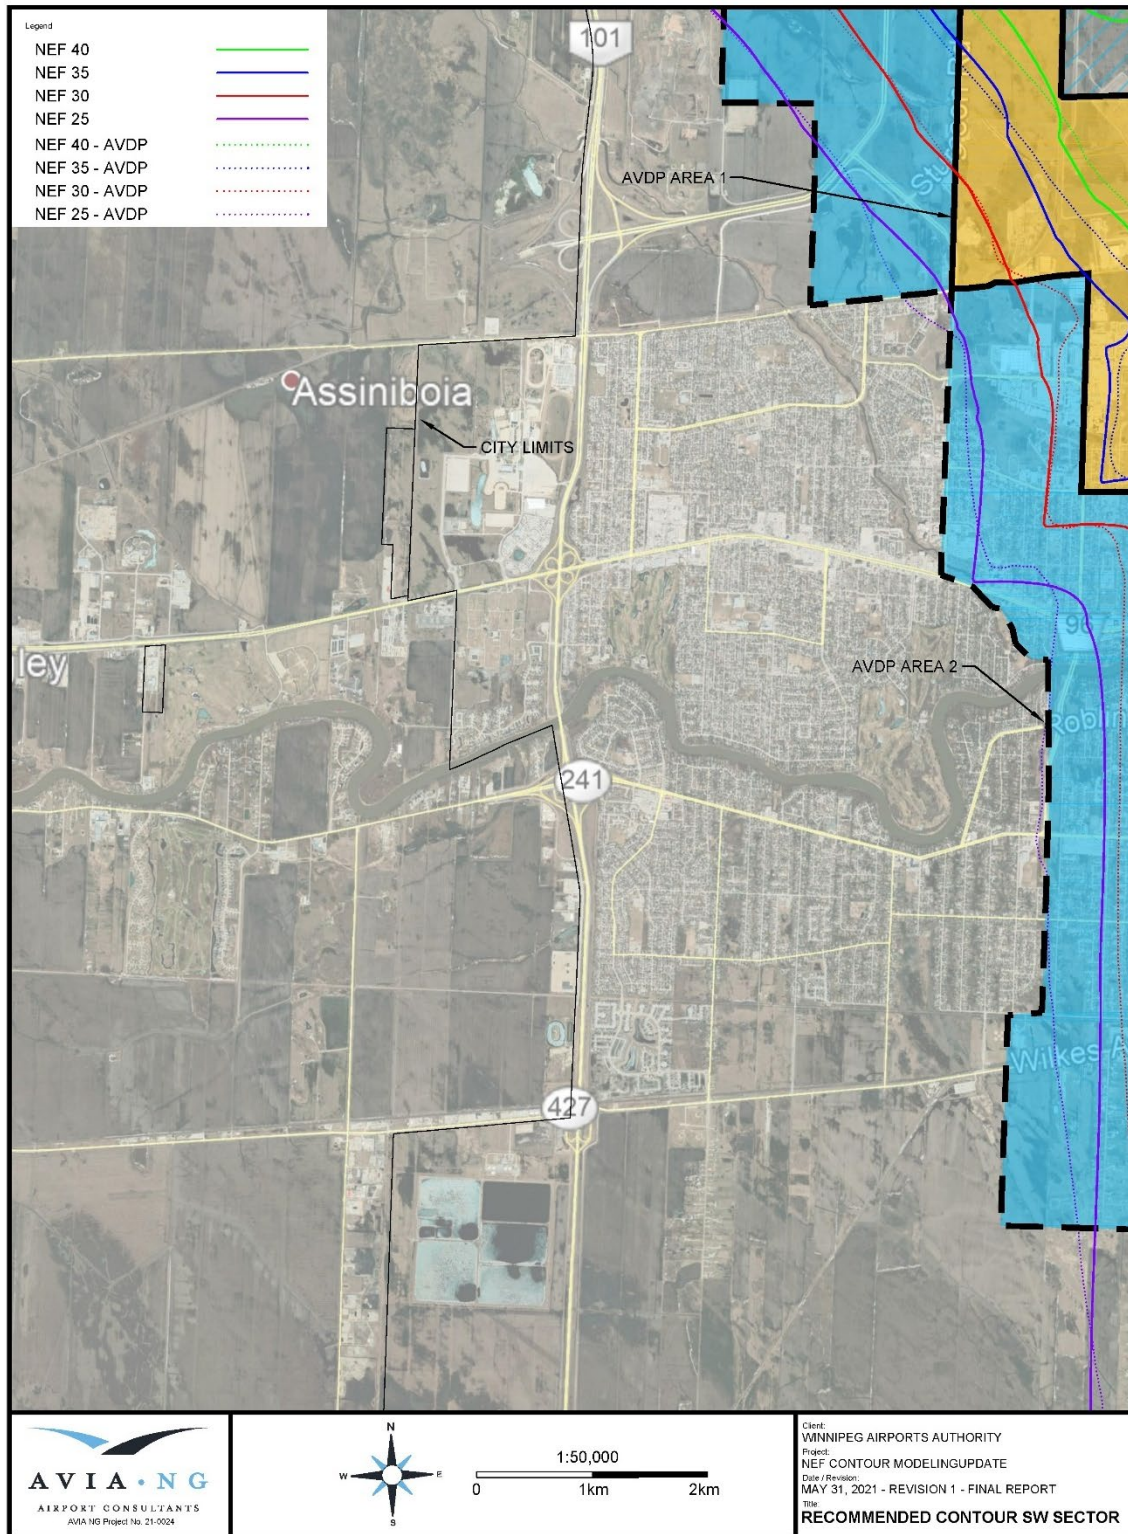 Legend
NEF 40
NEF 35
NEF 30
NEF 25
NEF 40 - AVDP
NEF 35 - AVDP
NEF 30 - AVDP
NEF 25 - AVDP
101
AVDP AREA 1
Assiniboia
CITY LIMITS
96
ley
AVDP AREA 2
Roblin
241
Wilkes A
427
AVIA • NG
AIRPORT CONSULTANTS
AVIA NG Project No. 21-0024
N
W
E
S
1:50,000
0
1km
2km
Client:
WINNIPEG AIRPORTS AUTHORITY
Project:
NEF CONTOUR MODELINGUPDATE
Date / Revision:
MAY 31, 2021 - REVISION 1 - FINAL REPORT
Title:
RECOMMENDED CONTOUR SW SECTOR